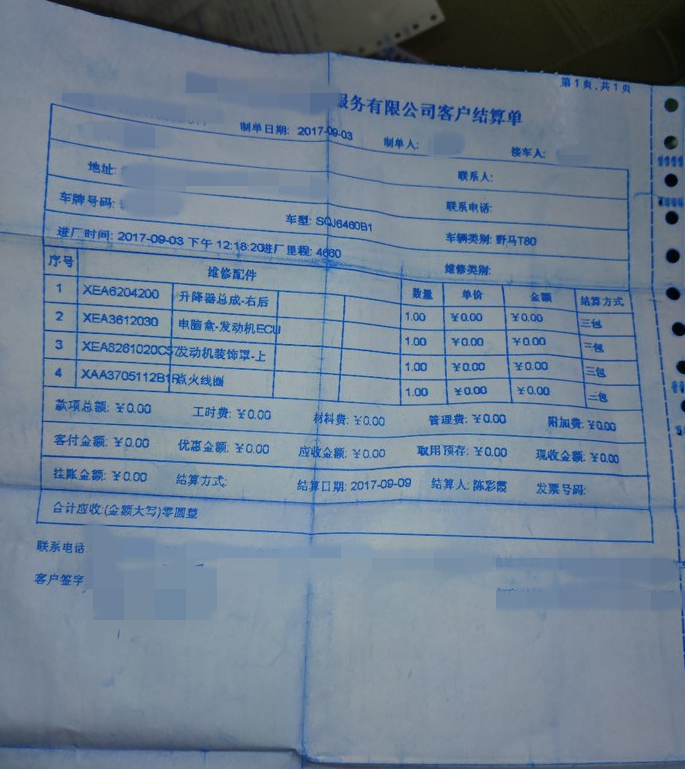 第1页,共1页
服务有限公司客户结算单
制单日期: 2017-09-03 制单人: 接车人:
地址: 联系人:
联系电话:
车牌号码: 车型: SQJ6460B1 车辆类别: 野马T80
进厂时间: 2017-09-03 下午 12:18:20进厂里程: 4680 维修类别:
序号 维修配件 数量 单价 金额 结算方式
1 XEA6204200 升降器总成-右后 1.00 ￥0.00 ￥0.00 三包
2 XEA3612030 电脑盒-发动机ECU 1.00 ￥0.00 ￥0.00 三包
3 XEA8261020CS 发动机装饰罩-上 1.00 ￥0.00 ￥0.00 三包
4 XAA3705112B1 点火线圈 1.00 ￥0.00 ￥0.00 三包
款项总额: ￥0.00 工时费: ￥0.00 材料费: ￥0.00 管理费: ￥0.00 附加费: ￥0.00
客付金额: ￥0.00 优惠金额: ￥0.00 应收金额: ￥0.00 取用预存: ￥0.00 现收金额: ￥0.00
挂账金额: ￥0.00 结算方式: 结算日期: 2017-09-09 结算人: 陈彩霞 发票号码:
合计应收:(金额大写)零圆整
联系电话
客户签字